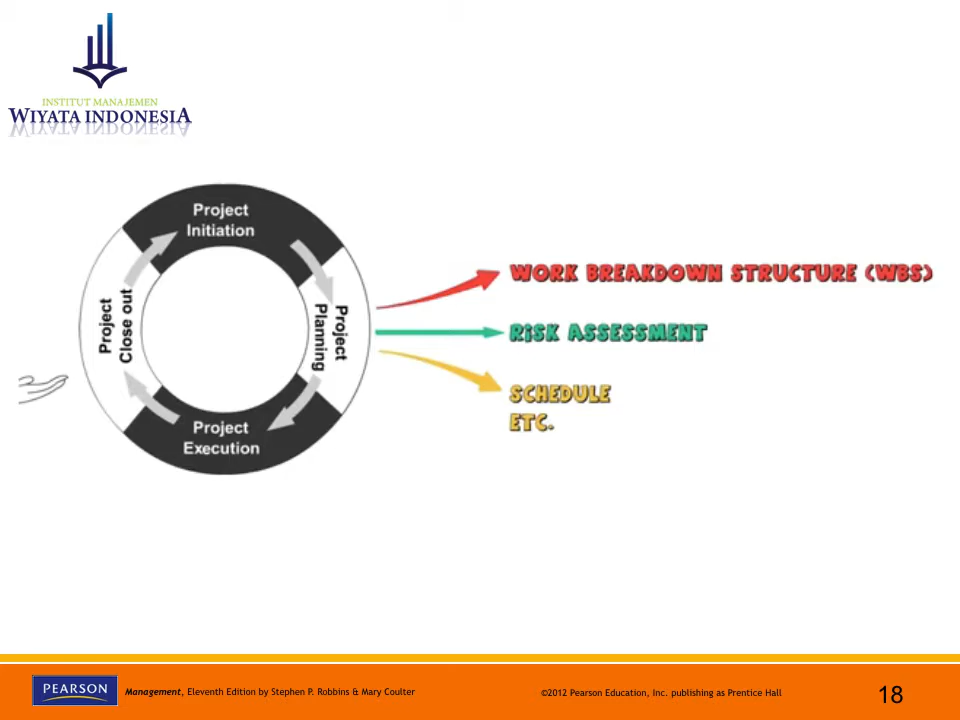 INSTITUT MANAJEMEN
WIYATA INDONESIA
Project
Initiation
Project
Planning
Project
Execution
Project
Close out
WORK BREAKDOWN STRUCTURE (WBS)
RISK ASSESSMENT
SCHEDULE
ETC.
PEARSON
Management, Eleventh Edition by Stephen P. Robbins & Mary Coulter
©2012 Pearson Education, Inc. publishing as Prentice Hall
18